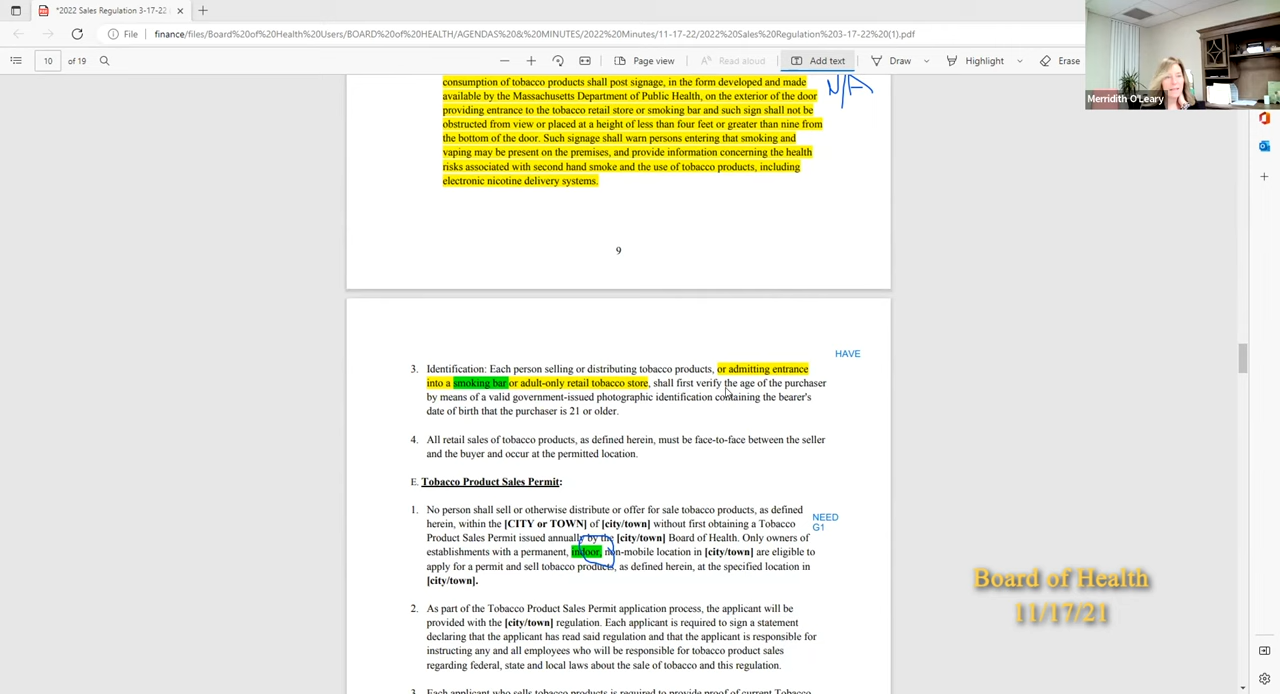 *2022 Sales Regulation 3-17-22
File
finance/files/Board%20of%20Health%20Users/BOARD%20of%20HEALTH/AGENDAS%20&%20MINUTES/2022%20Minutes/11-17-22/2022%20Sales%20Regulation%203-17-22%20(1).pdf
10 of 19
Page view
Read aloud
Add text
Draw
Highlight
Erase
Merridith O'Leary
consumption of tobacco products shall post signage, in the form developed and made
available by the Massachusetts Department of Public Health, on the exterior of the door
providing entrance to the tobacco retail store or smoking bar and such sign shall not be
obstructed from view or placed at a height of less than four feet or greater than nine from
the bottom of the door. Such signage shall warn persons entering that smoking and
vaping may be present on the premises, and provide information concerning the health
risks associated with second hand smoke and the use of tobacco products, including
electronic nicotine delivery systems.
N/A
9
HAVE
3. Identification: Each person selling or distributing tobacco products, or admitting entrance
into a smoking bar or adult-only retail tobacco store, shall first verify the age of the purchaser
by means of a valid government-issued photographic identification containing the bearer's
date of birth that the purchaser is 21 or older.
4. All retail sales of tobacco products, as defined herein, must be face-to-face between the seller
and the buyer and occur at the permitted location.
E. Tobacco Product Sales Permit:
1. No person shall sell or otherwise distribute or offer for sale tobacco products, as defined
herein, within the [CITY or TOWN] of [city/town] without first obtaining a Tobacco
Product Sales Permit issued annually by the [city/town] Board of Health. Only owners of
establishments with a permanent, indoor, non-mobile location in [city/town] are eligible to
apply for a permit and sell tobacco products, as defined herein, at the specified location in
[city/town].
NEED
G1
2. As part of the Tobacco Product Sales Permit application process, the applicant will be
provided with the [city/town] regulation. Each applicant is required to sign a statement
declaring that the applicant has read said regulation and that the applicant is responsible for
instructing any and all employees who will be responsible for tobacco product sales
regarding federal, state and local laws about the sale of tobacco and this regulation.
3. Each applicant who sells tobacco products is required to provide proof of current Tobacco
Board of Health
11/17/21